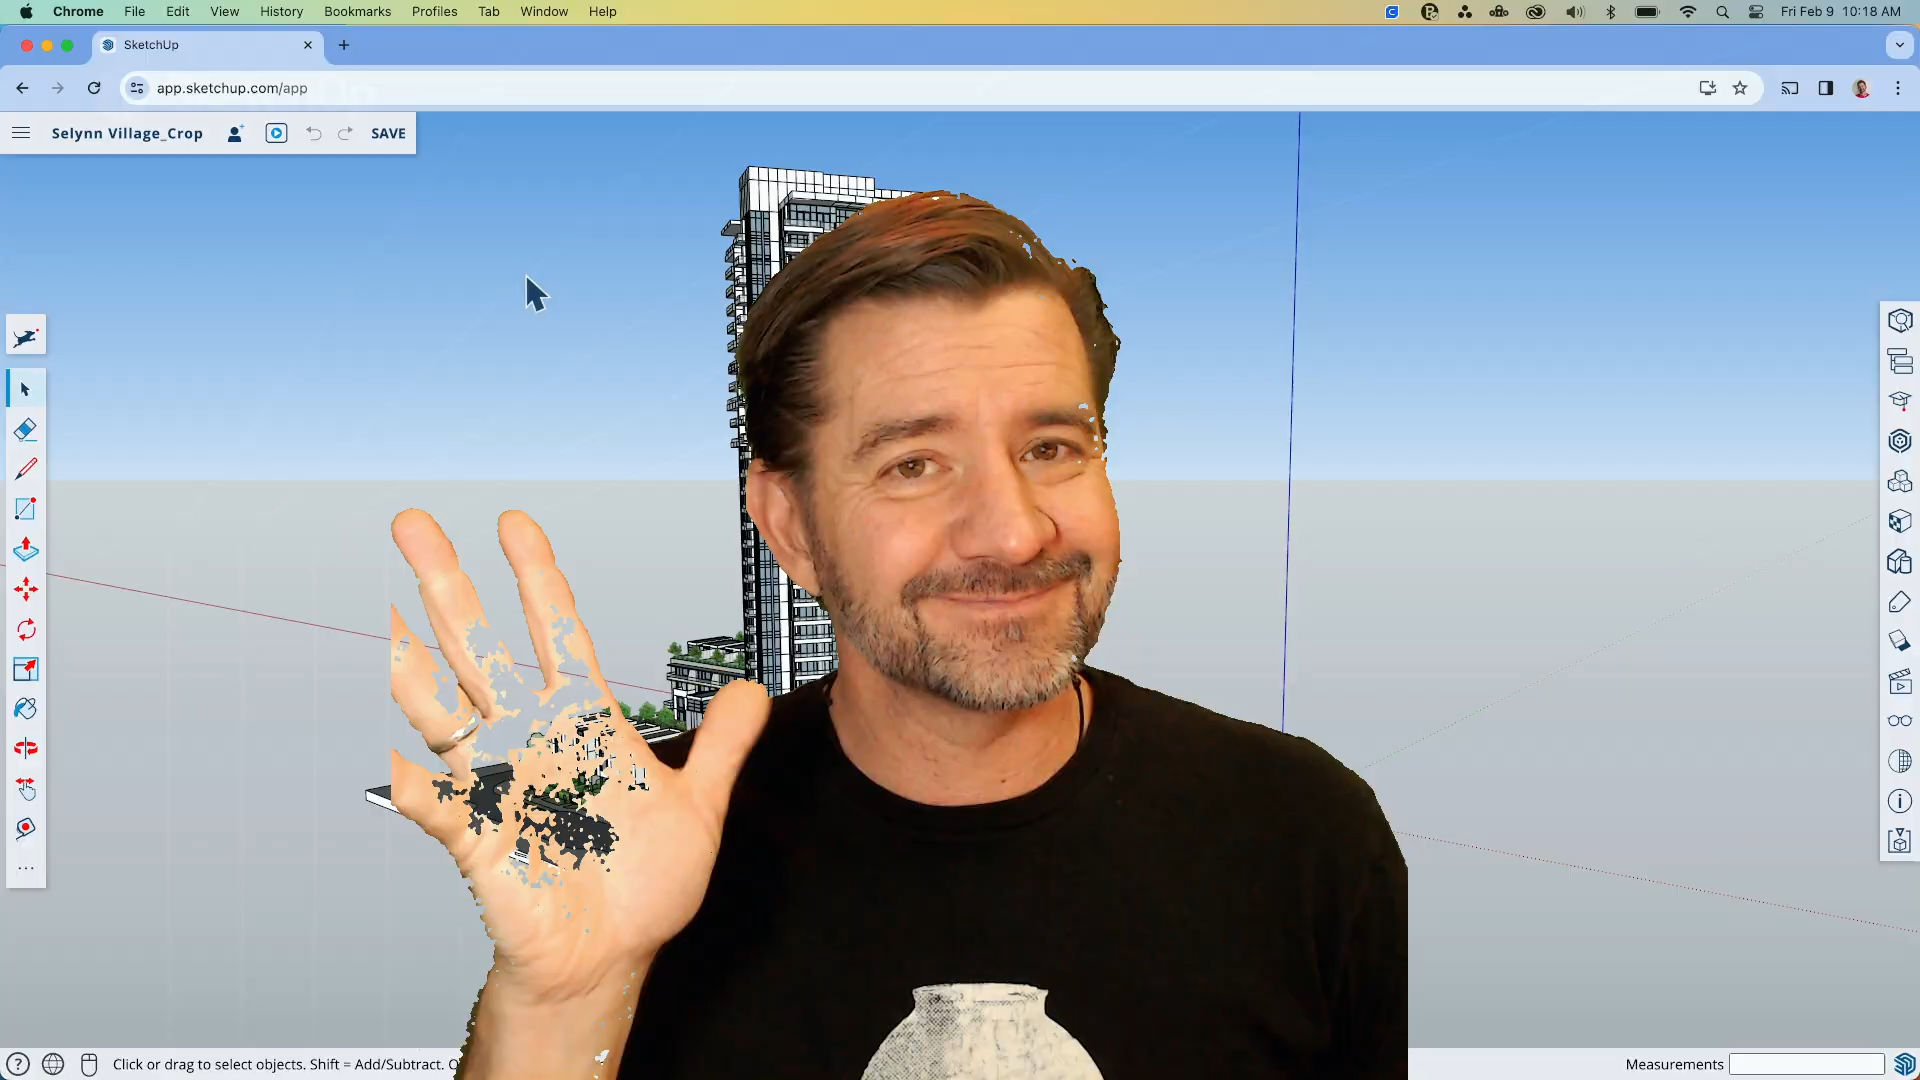 Chrome File Edit View History Bookmarks Profiles Tab Window Help Fri Feb 9 10:18 AM
SketchUp
app.sketchup.com/app
Selynn Village_Crop SAVE
Click or drag to select objects. Shift = Add/Subtract. O
Measurements